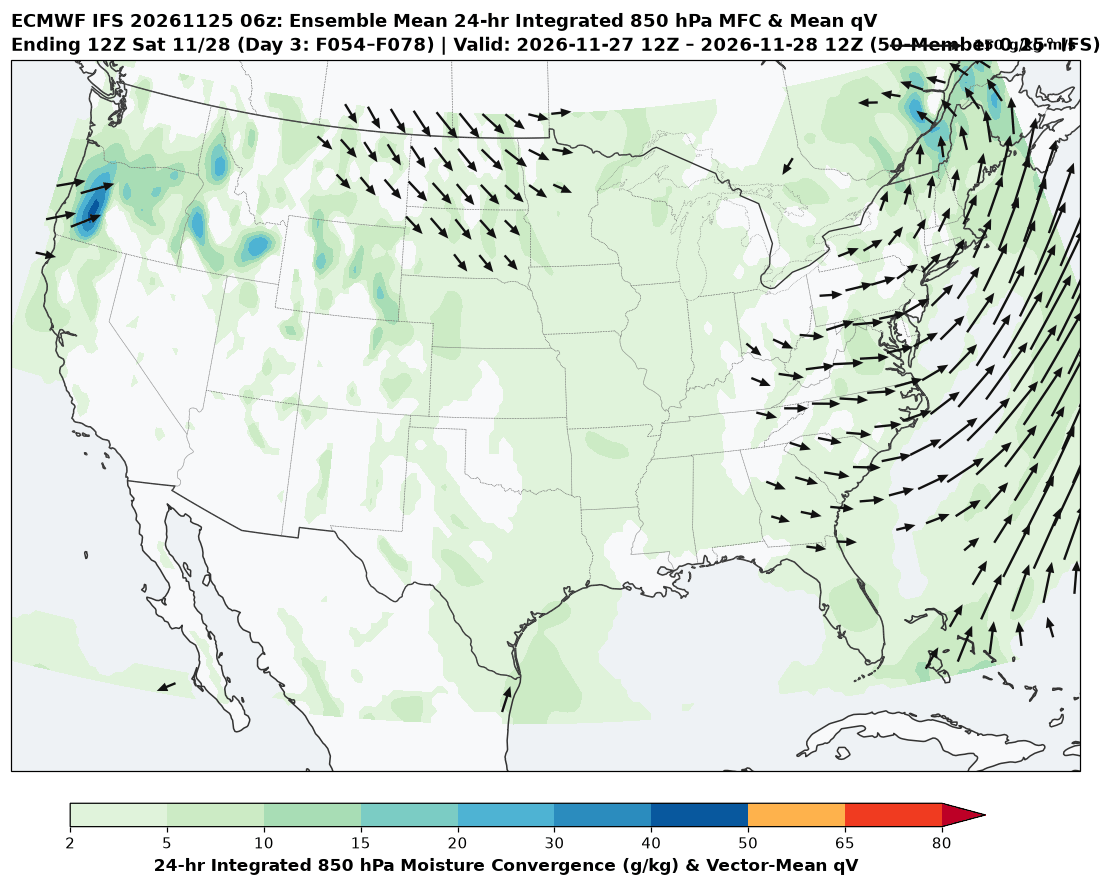 ECMWF IFS 20261125 06z: Ensemble Mean 24-hr Integrated 850 hPa MFC & Mean qV
Ending 12Z Sat 11/28 (Day 3: F054–F078) | Valid: 2026-11-27 12Z – 2026-11-28 12Z (50-Member 0.25° IFS)
150 g/kg·m/s
2 5 10 15 20 30 40 50 65 80
24-hr Integrated 850 hPa Moisture Convergence (g/kg) & Vector-Mean qV